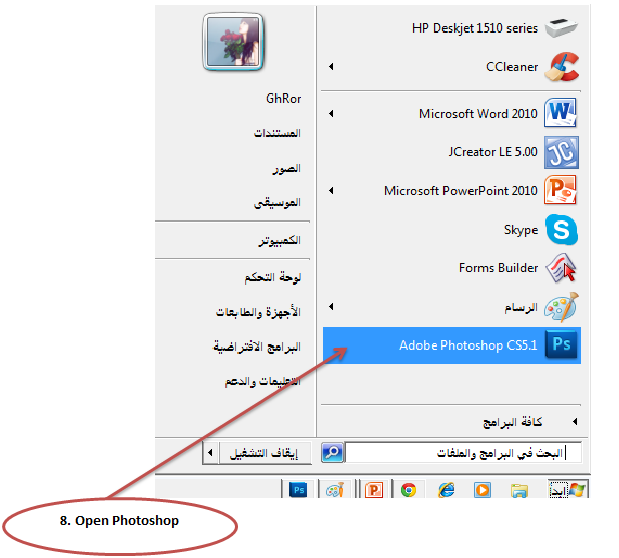 HP Deskjet 1510 series
CCleaner
Microsoft Word 2010
JCreator LE 5.00
Microsoft PowerPoint 2010
Skype
Forms Builder
الرسام
Adobe Photoshop CS5.1
كافة البرامج
البحث في البرامج والملفات
GhRor
المستندات
الصور
الموسيقى
الكمبيوتر
لوحة التحكم
الأجهزة والطابعات
البرامج الافتراضية
التعليمات والدعم
إيقاف التشغيل
8. Open Photoshop